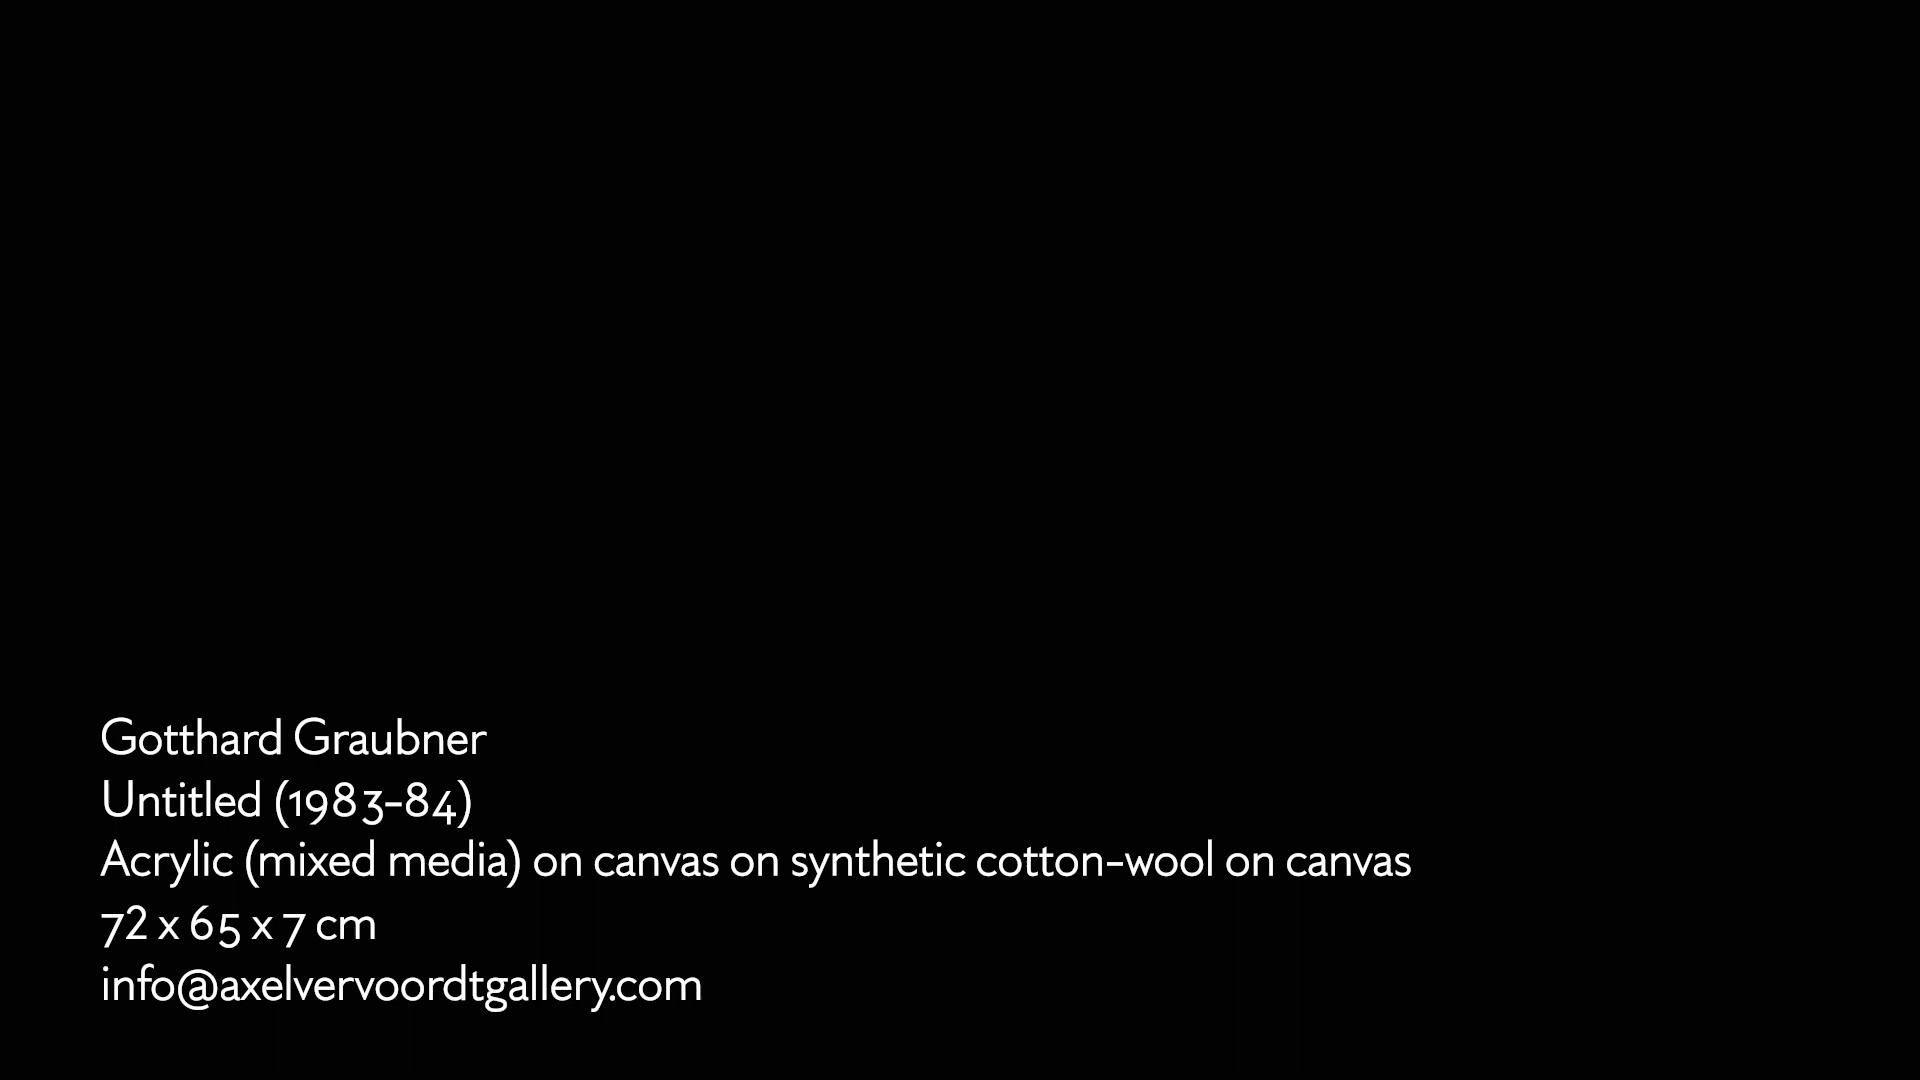 Gotthard Graubner
Untitled (1983-84)
Acrylic (mixed media) on canvas on synthetic cotton-wool on canvas
72 x 65 x 7 cm
info@axelvervoordtgallery.com